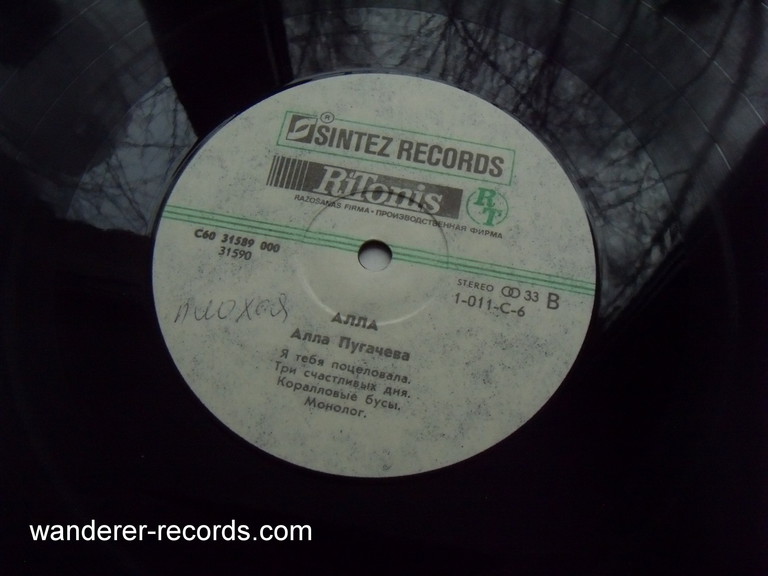 ®
SINTEZ RECORDS
RiTonis
RT
RAŽOŠANAS FIRMA • ПРОИЗВОДСТВЕННАЯ ФИРМА
С60 31589 000
31590
STEREO 33 B
1-011-C-6
плохая
АЛЛА
Алла Пугачева
Я тебя поцеловала.
Три счастливых дня.
Коралловые бусы.
Монолог.
wanderer-records.com